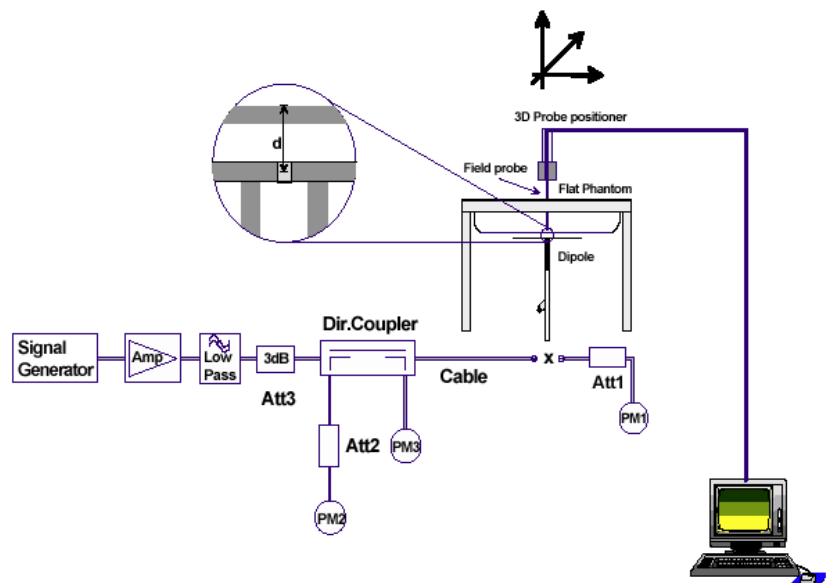 3D Probe positioner
d
Field probe
Flat Phantom
Dipole
Dir.Coupler
Signal
Generator
Amp
Low
Pass
3dB
Cable
x
Att1
Att3
PM1
Att2
PM3
PM2